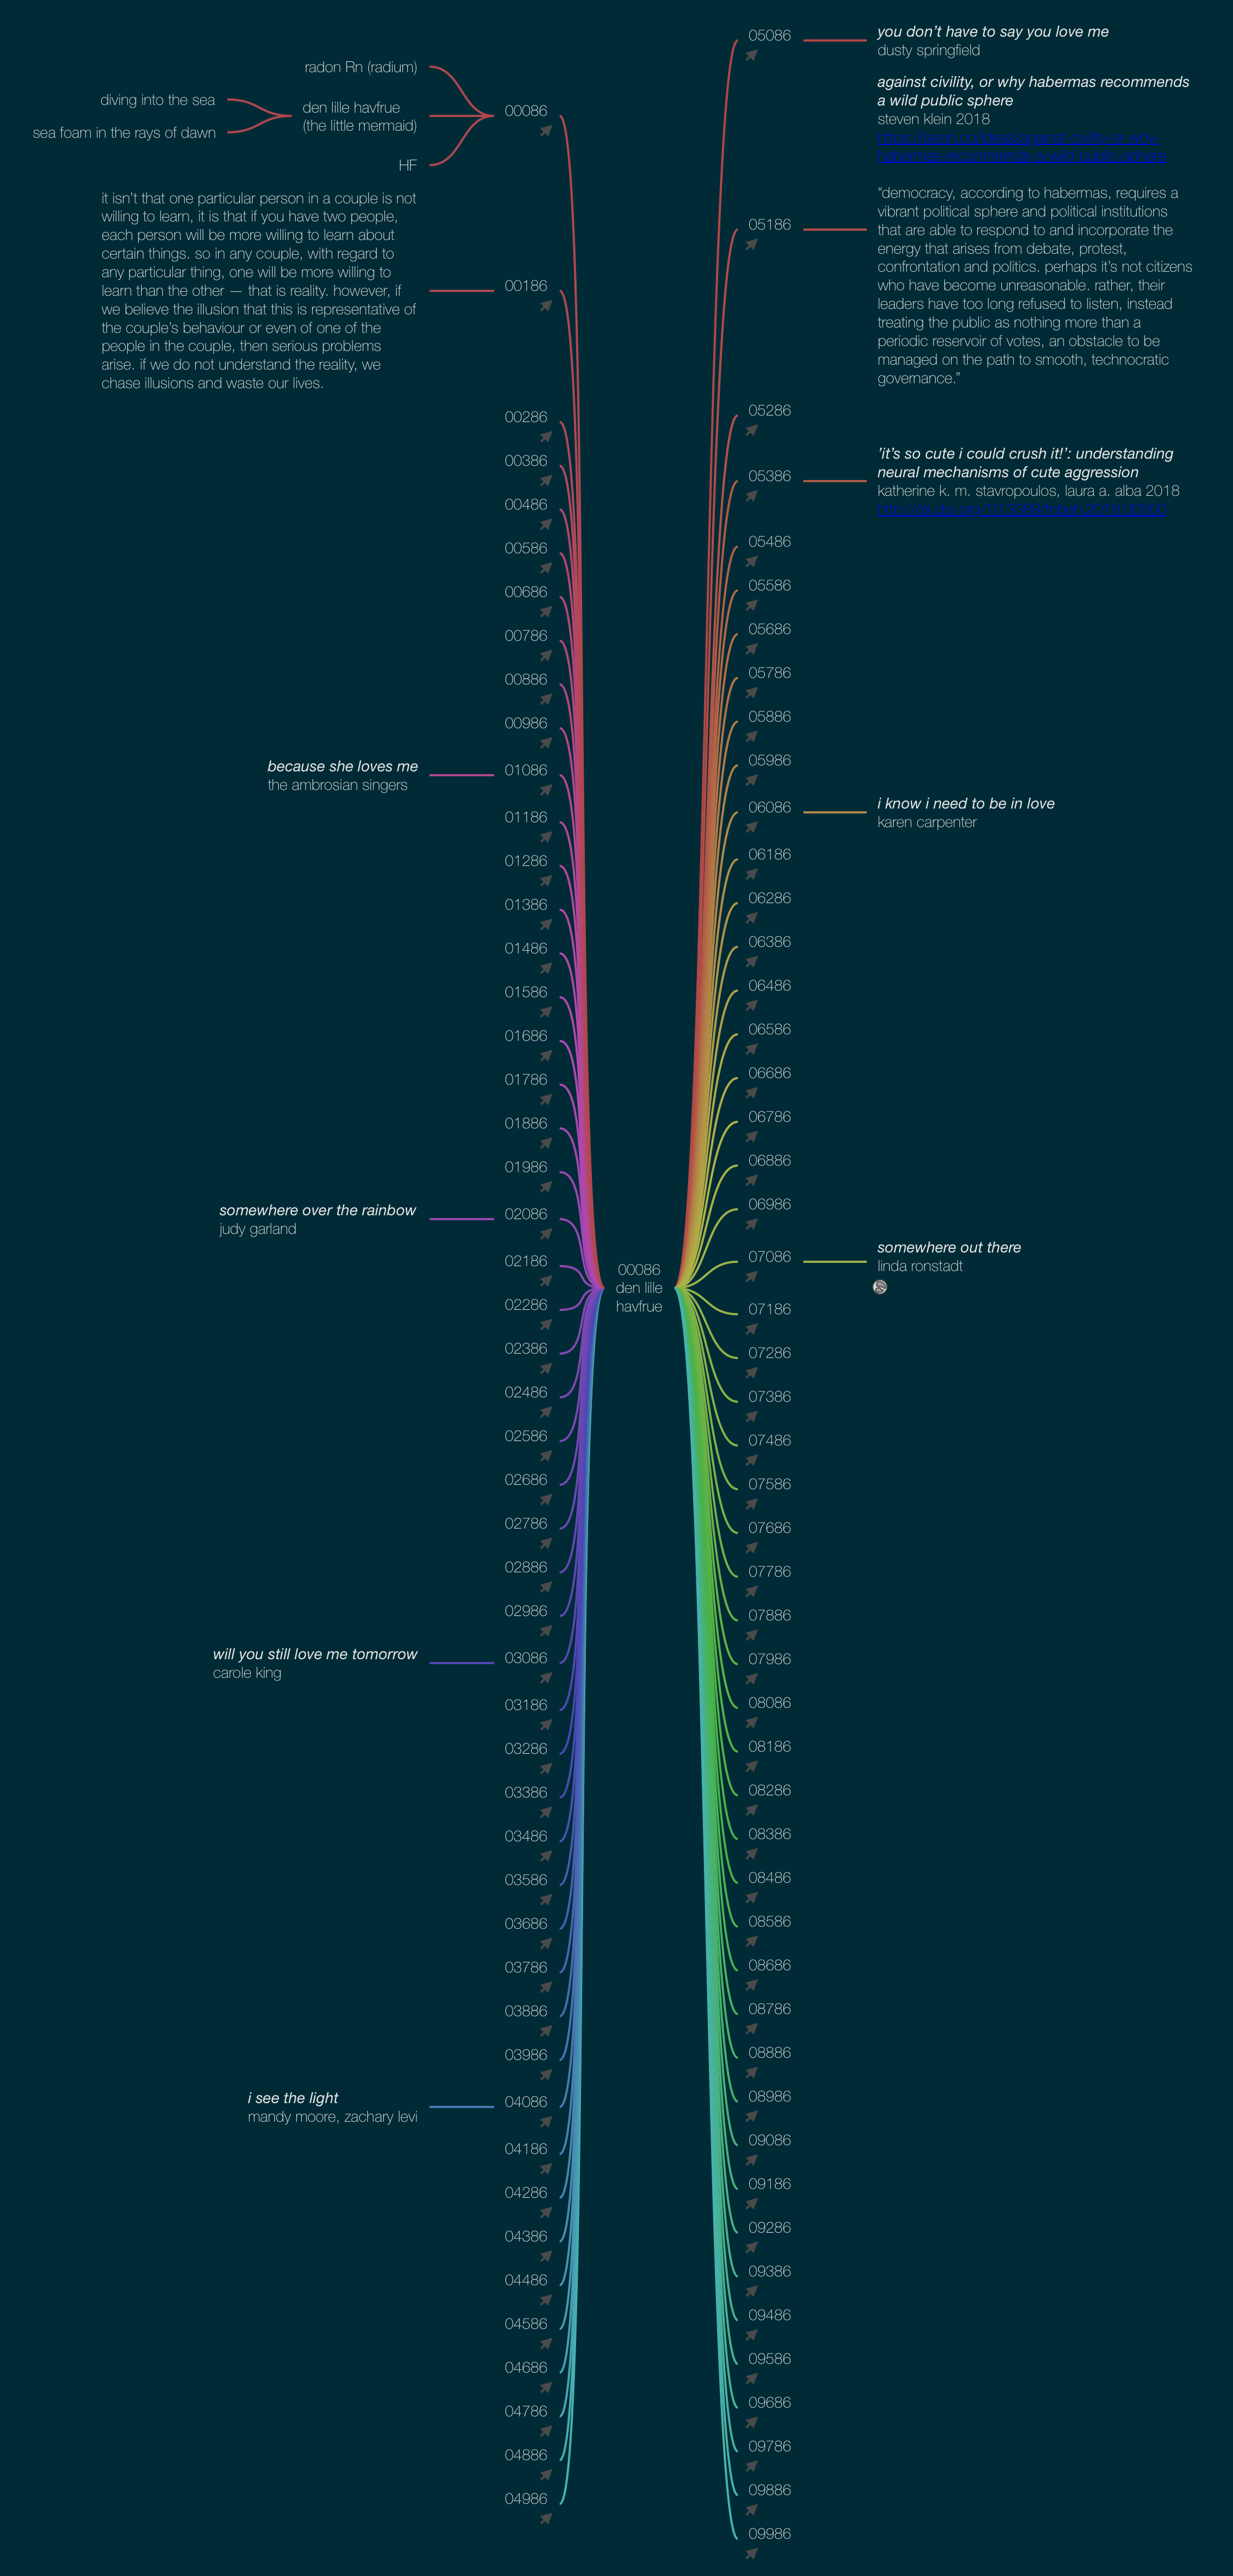 radon Rn (radium)
diving into the sea
sea foam in the rays of dawn
den lille havfrue
(the little mermaid)
HF
00086
it isn’t that one particular person in a couple is not
willing to learn, it is that if you have two people,
each person will be more willing to learn about
certain things. so in any couple, with regard to
any particular thing, one will be more willing to
learn than the other — that is reality. however, if
we believe the illusion that this is representative of
the couple’s behaviour or even of one of the
people in the couple, then serious problems
arise. if we do not understand the reality, we
chase illusions and waste our lives.
00186
00286
00386
00486
00586
00686
00786
00886
00986
because she loves me
the ambrosian singers
01086
01186
01286
01386
01486
01586
01686
01786
01886
01986
somewhere over the rainbow
judy garland
02086
02186
02286
02386
02486
02586
02686
02786
02886
02986
will you still love me tomorrow
carole king
03086
03186
03286
03386
03486
03586
03686
03786
03886
03986
i see the light
mandy moore, zachary levi
04086
04186
04286
04386
04486
04586
04686
04786
04886
04986
00086
den lille
havfrue
05086
you don’t have to say you love me
dusty springfield
05186
against civility, or why habermas recommends
a wild public sphere
steven klein 2018
“democracy, according to habermas, requires a
vibrant political sphere and political institutions
that are able to respond to and incorporate the
energy that arises from debate, protest,
confrontation and politics. perhaps it’s not citizens
who have become unreasonable. rather, their
leaders have too long refused to listen, instead
treating the public as nothing more than a
periodic reservoir of votes, an obstacle to be
managed on the path to smooth, technocratic
governance.”
05286
05386
’it’s so cute i could crush it!’: understanding
neural mechanisms of cute aggression
katherine k. m. stavropoulos, laura a. alba 2018
05486
05586
05686
05786
05886
05986
06086
i know i need to be in love
karen carpenter
06186
06286
06386
06486
06586
06686
06786
06886
06986
07086
somewhere out there
linda ronstadt
07186
07286
07386
07486
07586
07686
07786
07886
07986
08086
08186
08286
08386
08486
08586
08686
08786
08886
08986
09086
09186
09286
09386
09486
09586
09686
09786
09886
09986